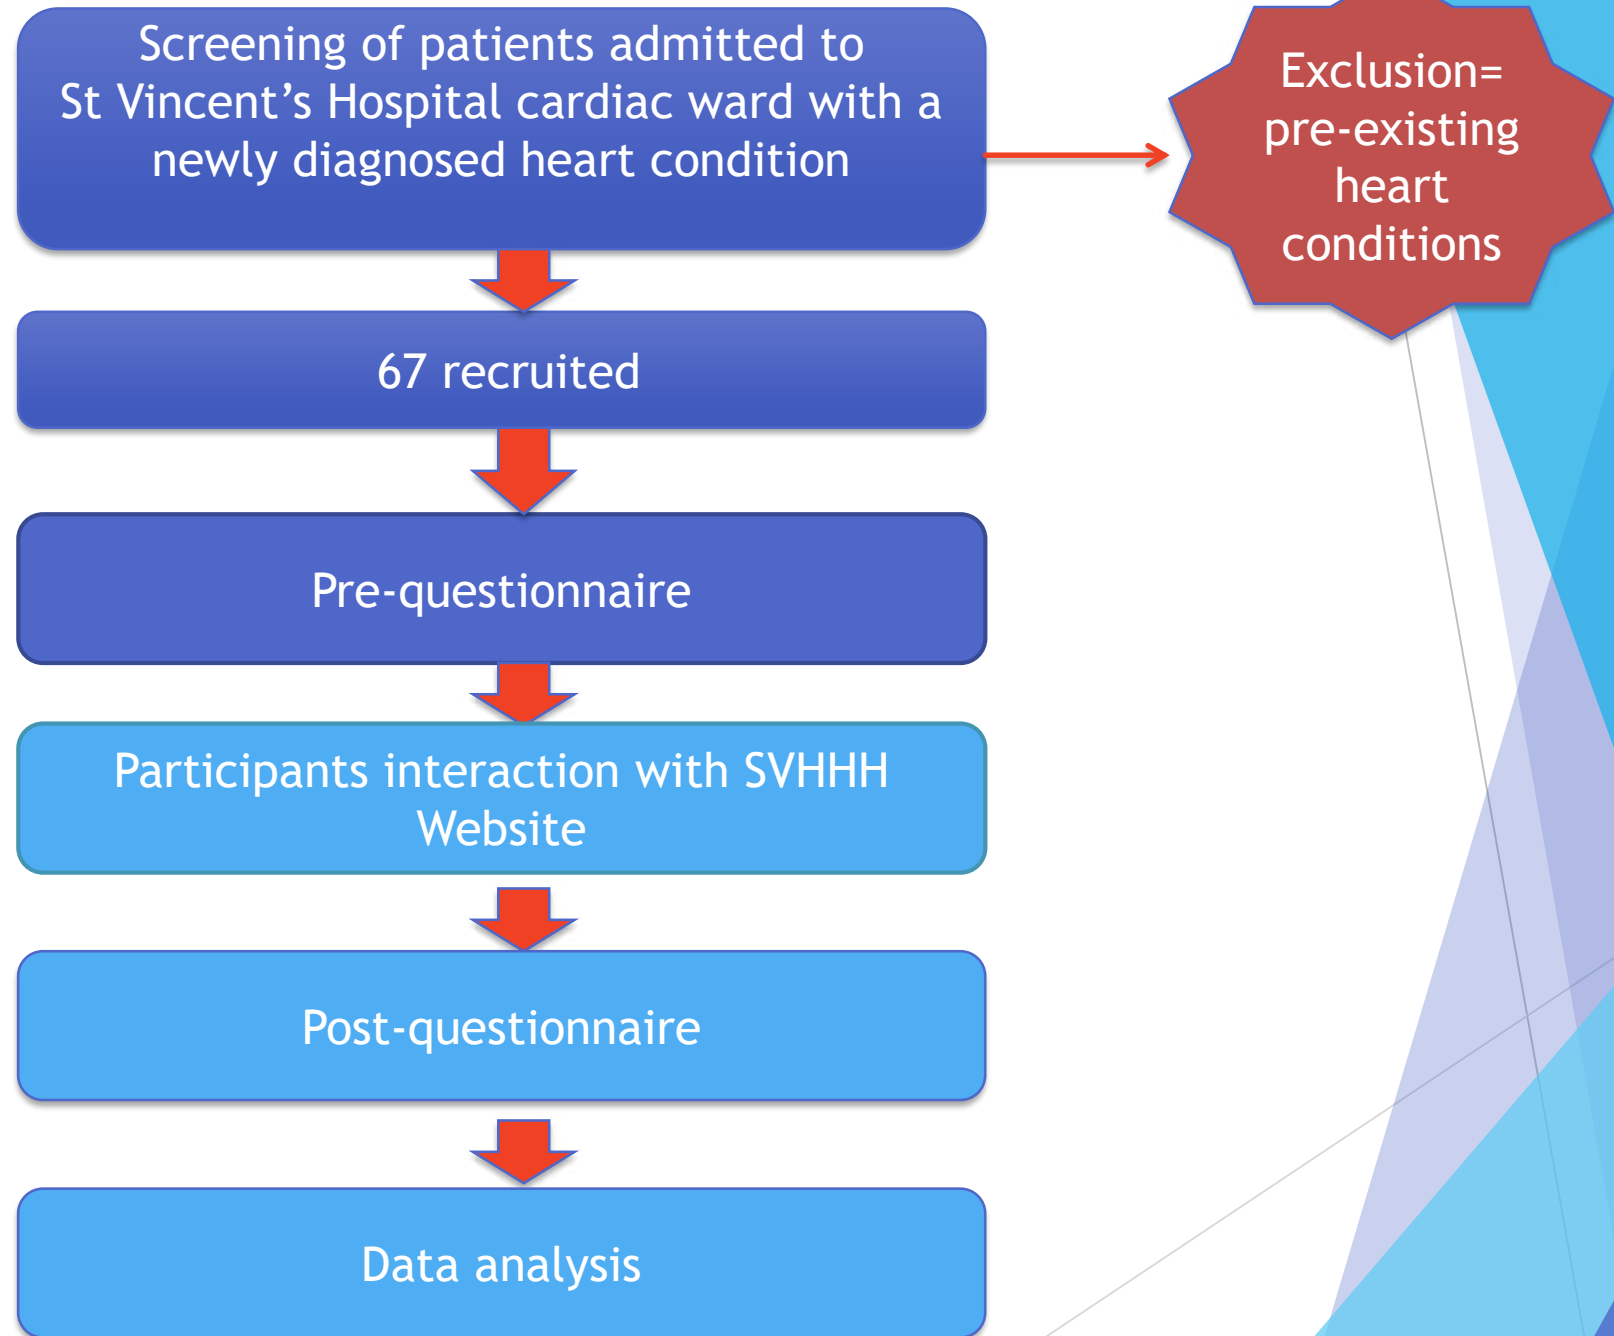 Screening of patients admitted to
St Vincent’s Hospital cardiac ward with a
newly diagnosed heart condition
Exclusion=
pre-existing
heart
conditions
67 recruited
Pre-questionnaire
Participants interaction with SVHHH
Website
Post-questionnaire
Data analysis